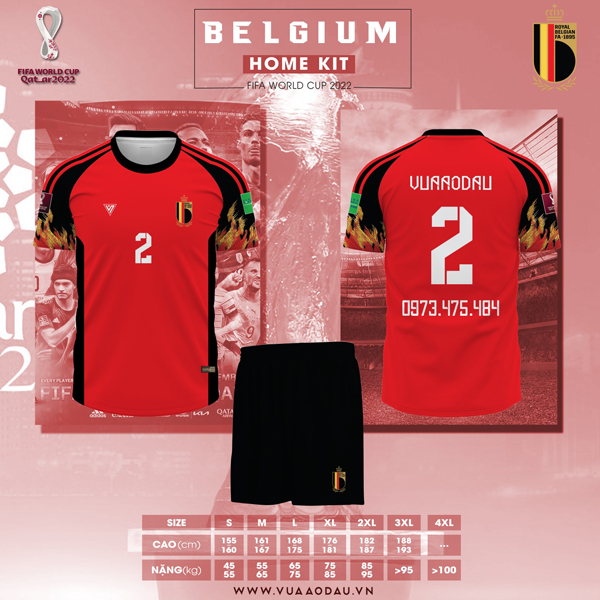 BELGIUM
HOME KIT
FIFA WORLD CUP 2022
FIFA WORLD CUP
Qatar2022
ROYAL
BELGIAN
FA·1895
2
VUAAODAU
2
0973.475.484
EVERY PLAYER
FIF
SIZE S M L XL 2XL 3XL 4XL
CAO(cm) 155 160 161 167 168 175 176 181 182 187 188 193 ...
NẶNG(kg) 45 55 55 65 65 75 75 85 85 95 >95 >100
WWW.VUAAODAU.VN